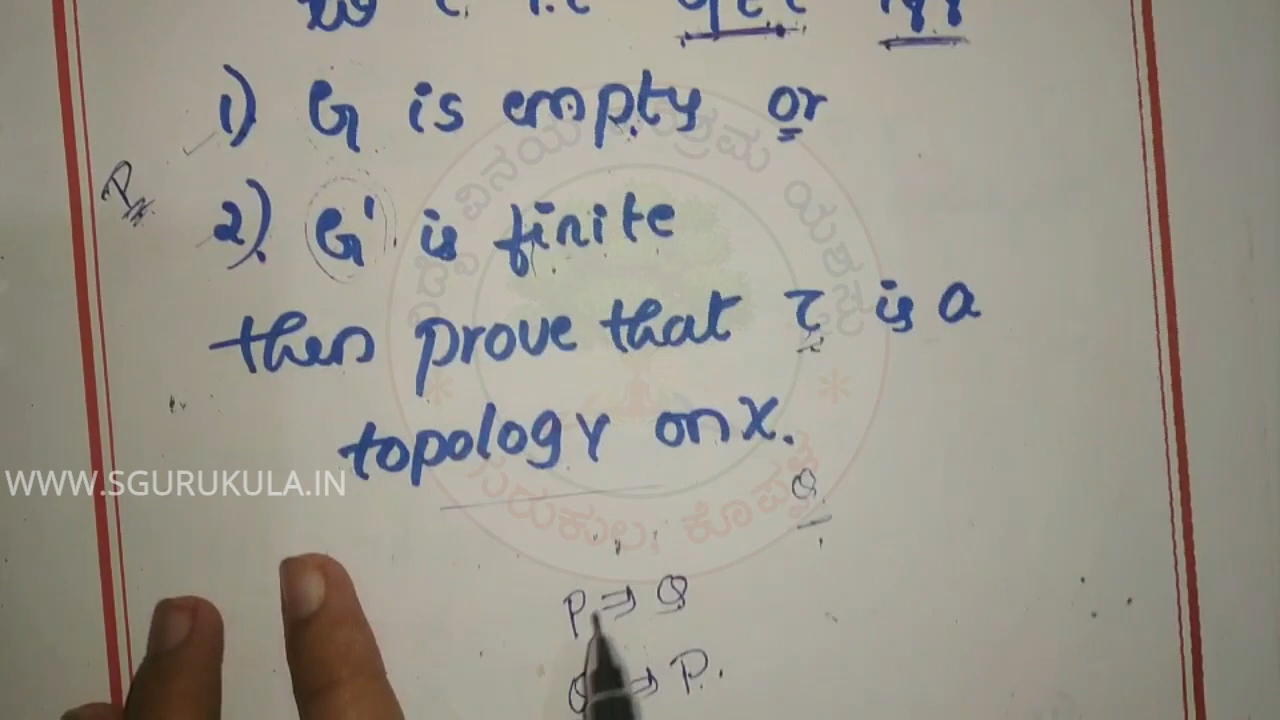 1) G is empty or
P 2) G' is finite
then prove that τ is a
topology on x.
WWW.SGURUKULA.IN
Q
P ⇒ Q
Q ⇒ P.